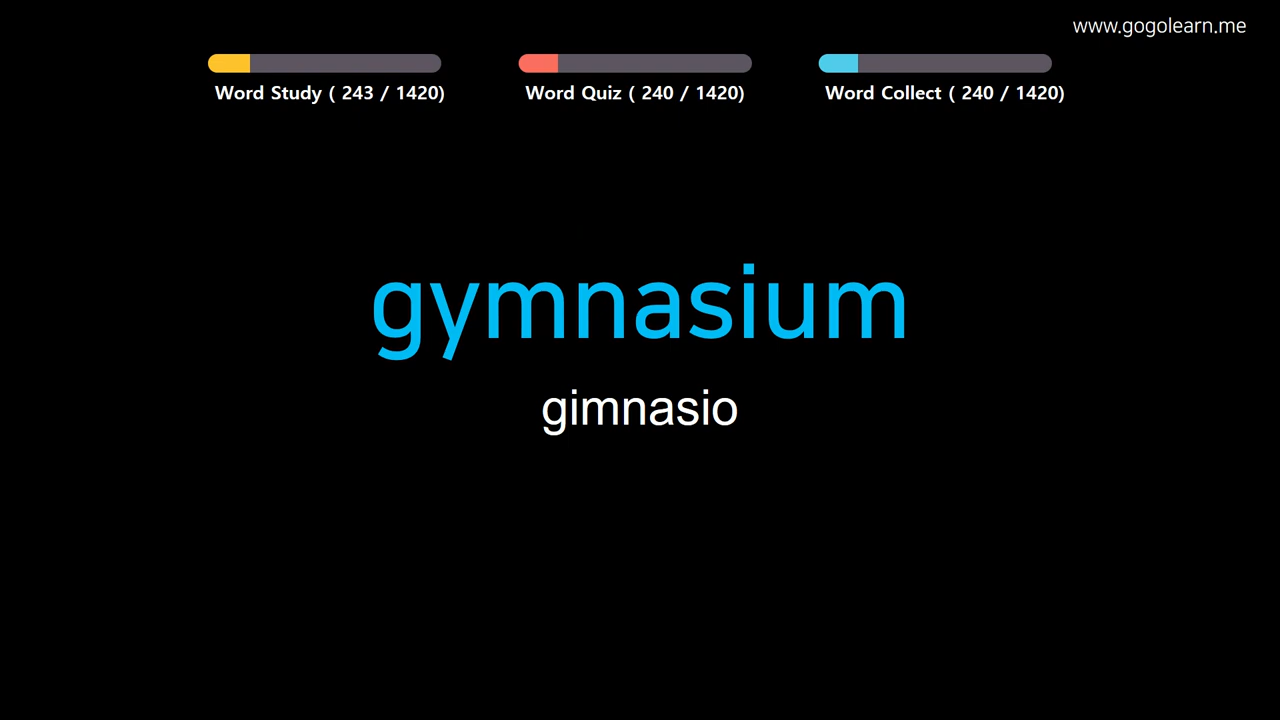 www.gogolearn.me
Word Study ( 243 / 1420) Word Quiz ( 240 / 1420) Word Collect ( 240 / 1420)
gymnasium
gimnasio